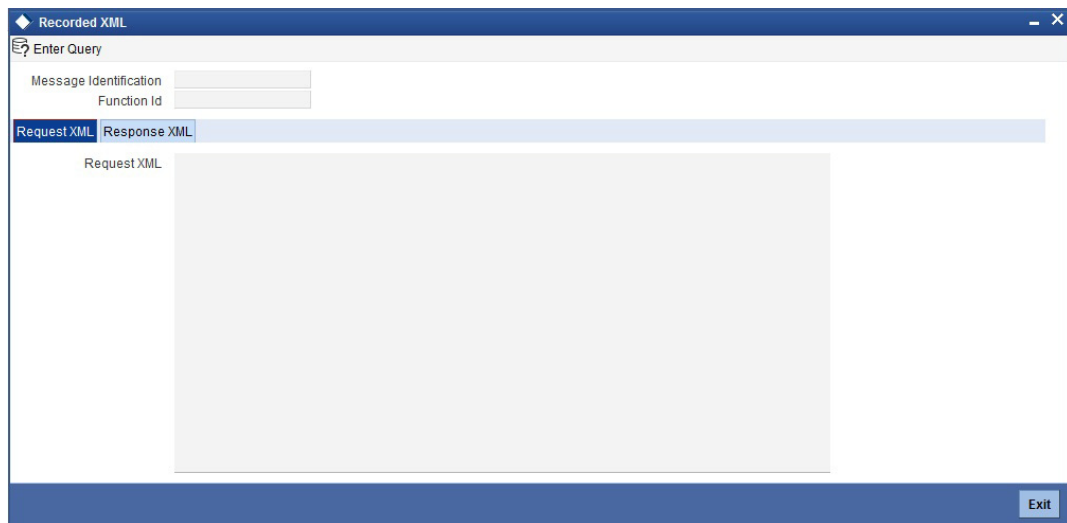 Recorded XML
Enter Query
Message Identification
Function Id
Request XML Response XML
Request XML
Exit